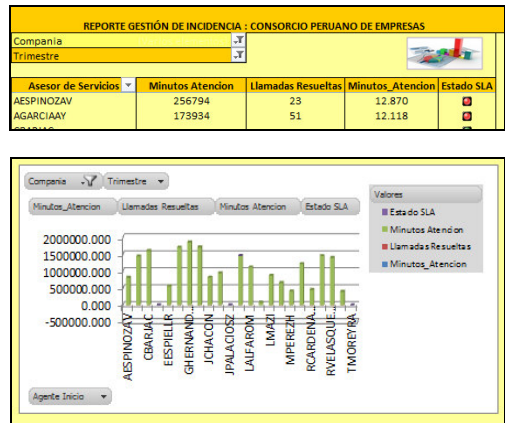 REPORTE GESTIÓN DE INCIDENCIA : CONSORCIO PERUANO DE EMPRESAS
Compania
Trimestre
Asesor de Servicios Minutos Atencion Llamadas Resueltas Minutos_Atencion Estado SLA
AESPINOZAV 256794 23 12.870
AGARCIAAY 173934 51 12.118
Compania Trimestre
Minutos_Atencion Llamadas Resueltas Minutos Atencion Estado SLA
Valores
Estado SLA
Minutos Atencion
Llamadas Resueltas
Minutos_Atencion
2000000.000
1500000.000
1000000.000
500000.000
0.000
-500000.000
AESPINOZAV
CBARJAC
EESPIELLR
GHERNAND...
JCHACON
JPALACIOSZ
LALFAROM
LMAZI
MPEREZH
RCARDENA...
RVELASQUE...
TMOREYRA
Agente Inicio